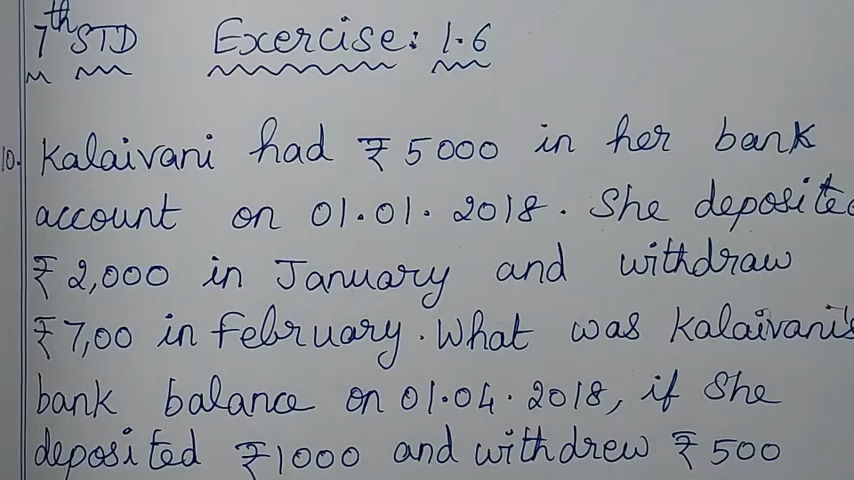 7th STD Exercise: 1.6
10. Kalaivani had ₹ 5000 in her bank
account on 01.01.2018. She deposited
₹ 2,000 in January and withdraw
₹ 7,00 in February. What was Kalaivani's
bank balance on 01.04.2018, if She
deposited ₹1000 and withdrew ₹ 500